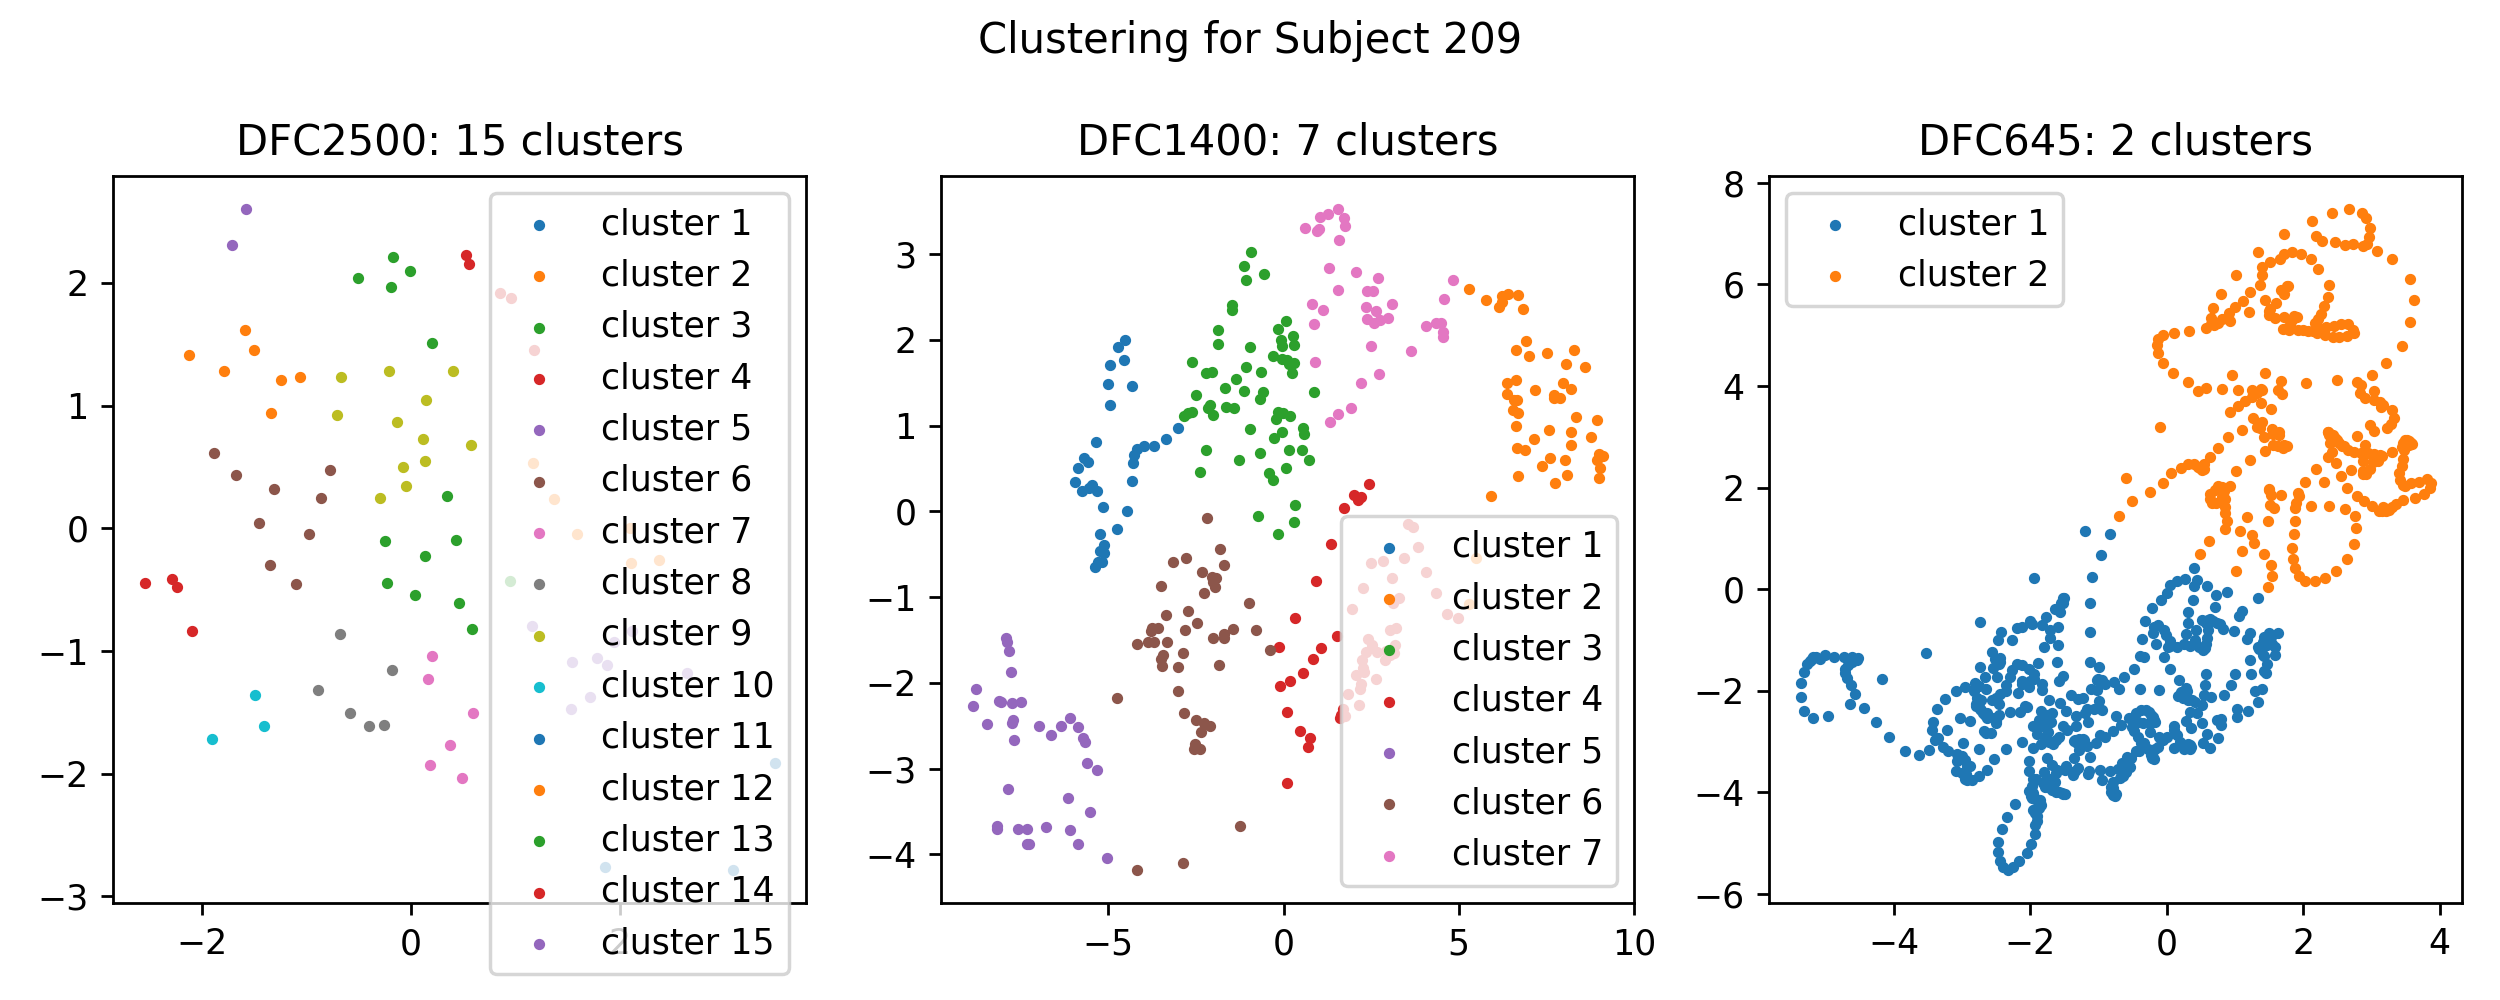 Clustering for Subject 209
DFC2500: 15 clusters
2
1
0
−1
−2
−3
−2
0
2
cluster 1
cluster 2
cluster 3
cluster 4
cluster 5
cluster 6
cluster 7
cluster 8
cluster 9
cluster 10
cluster 11
cluster 12
cluster 13
cluster 14
cluster 15
DFC1400: 7 clusters
3
2
1
0
−1
−2
−3
−4
−5
0
5
10
cluster 1
cluster 2
cluster 3
cluster 4
cluster 5
cluster 6
cluster 7
DFC645: 2 clusters
8
6
4
2
0
−2
−4
−6
−4
−2
0
2
4
cluster 1
cluster 2